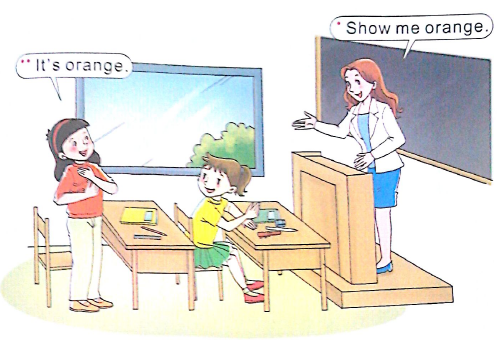 * Show me orange.
** It's orange.